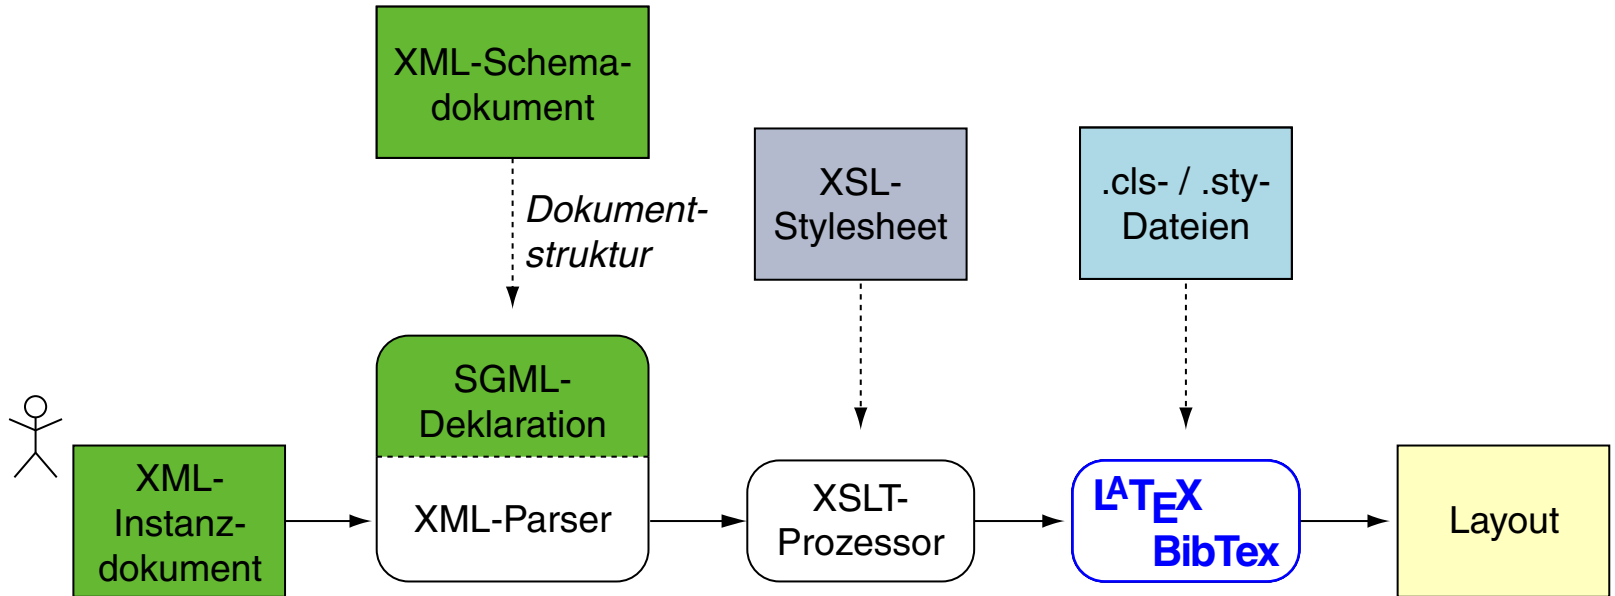 XML-Schema-
dokument
Dokument-
struktur
XSL-
Stylesheet
.cls- / .sty-
Dateien
SGML-
Deklaration
XML-Parser
XML-
Instanz-
dokument
XSLT-
Prozessor
LATEX
BibTex
Layout